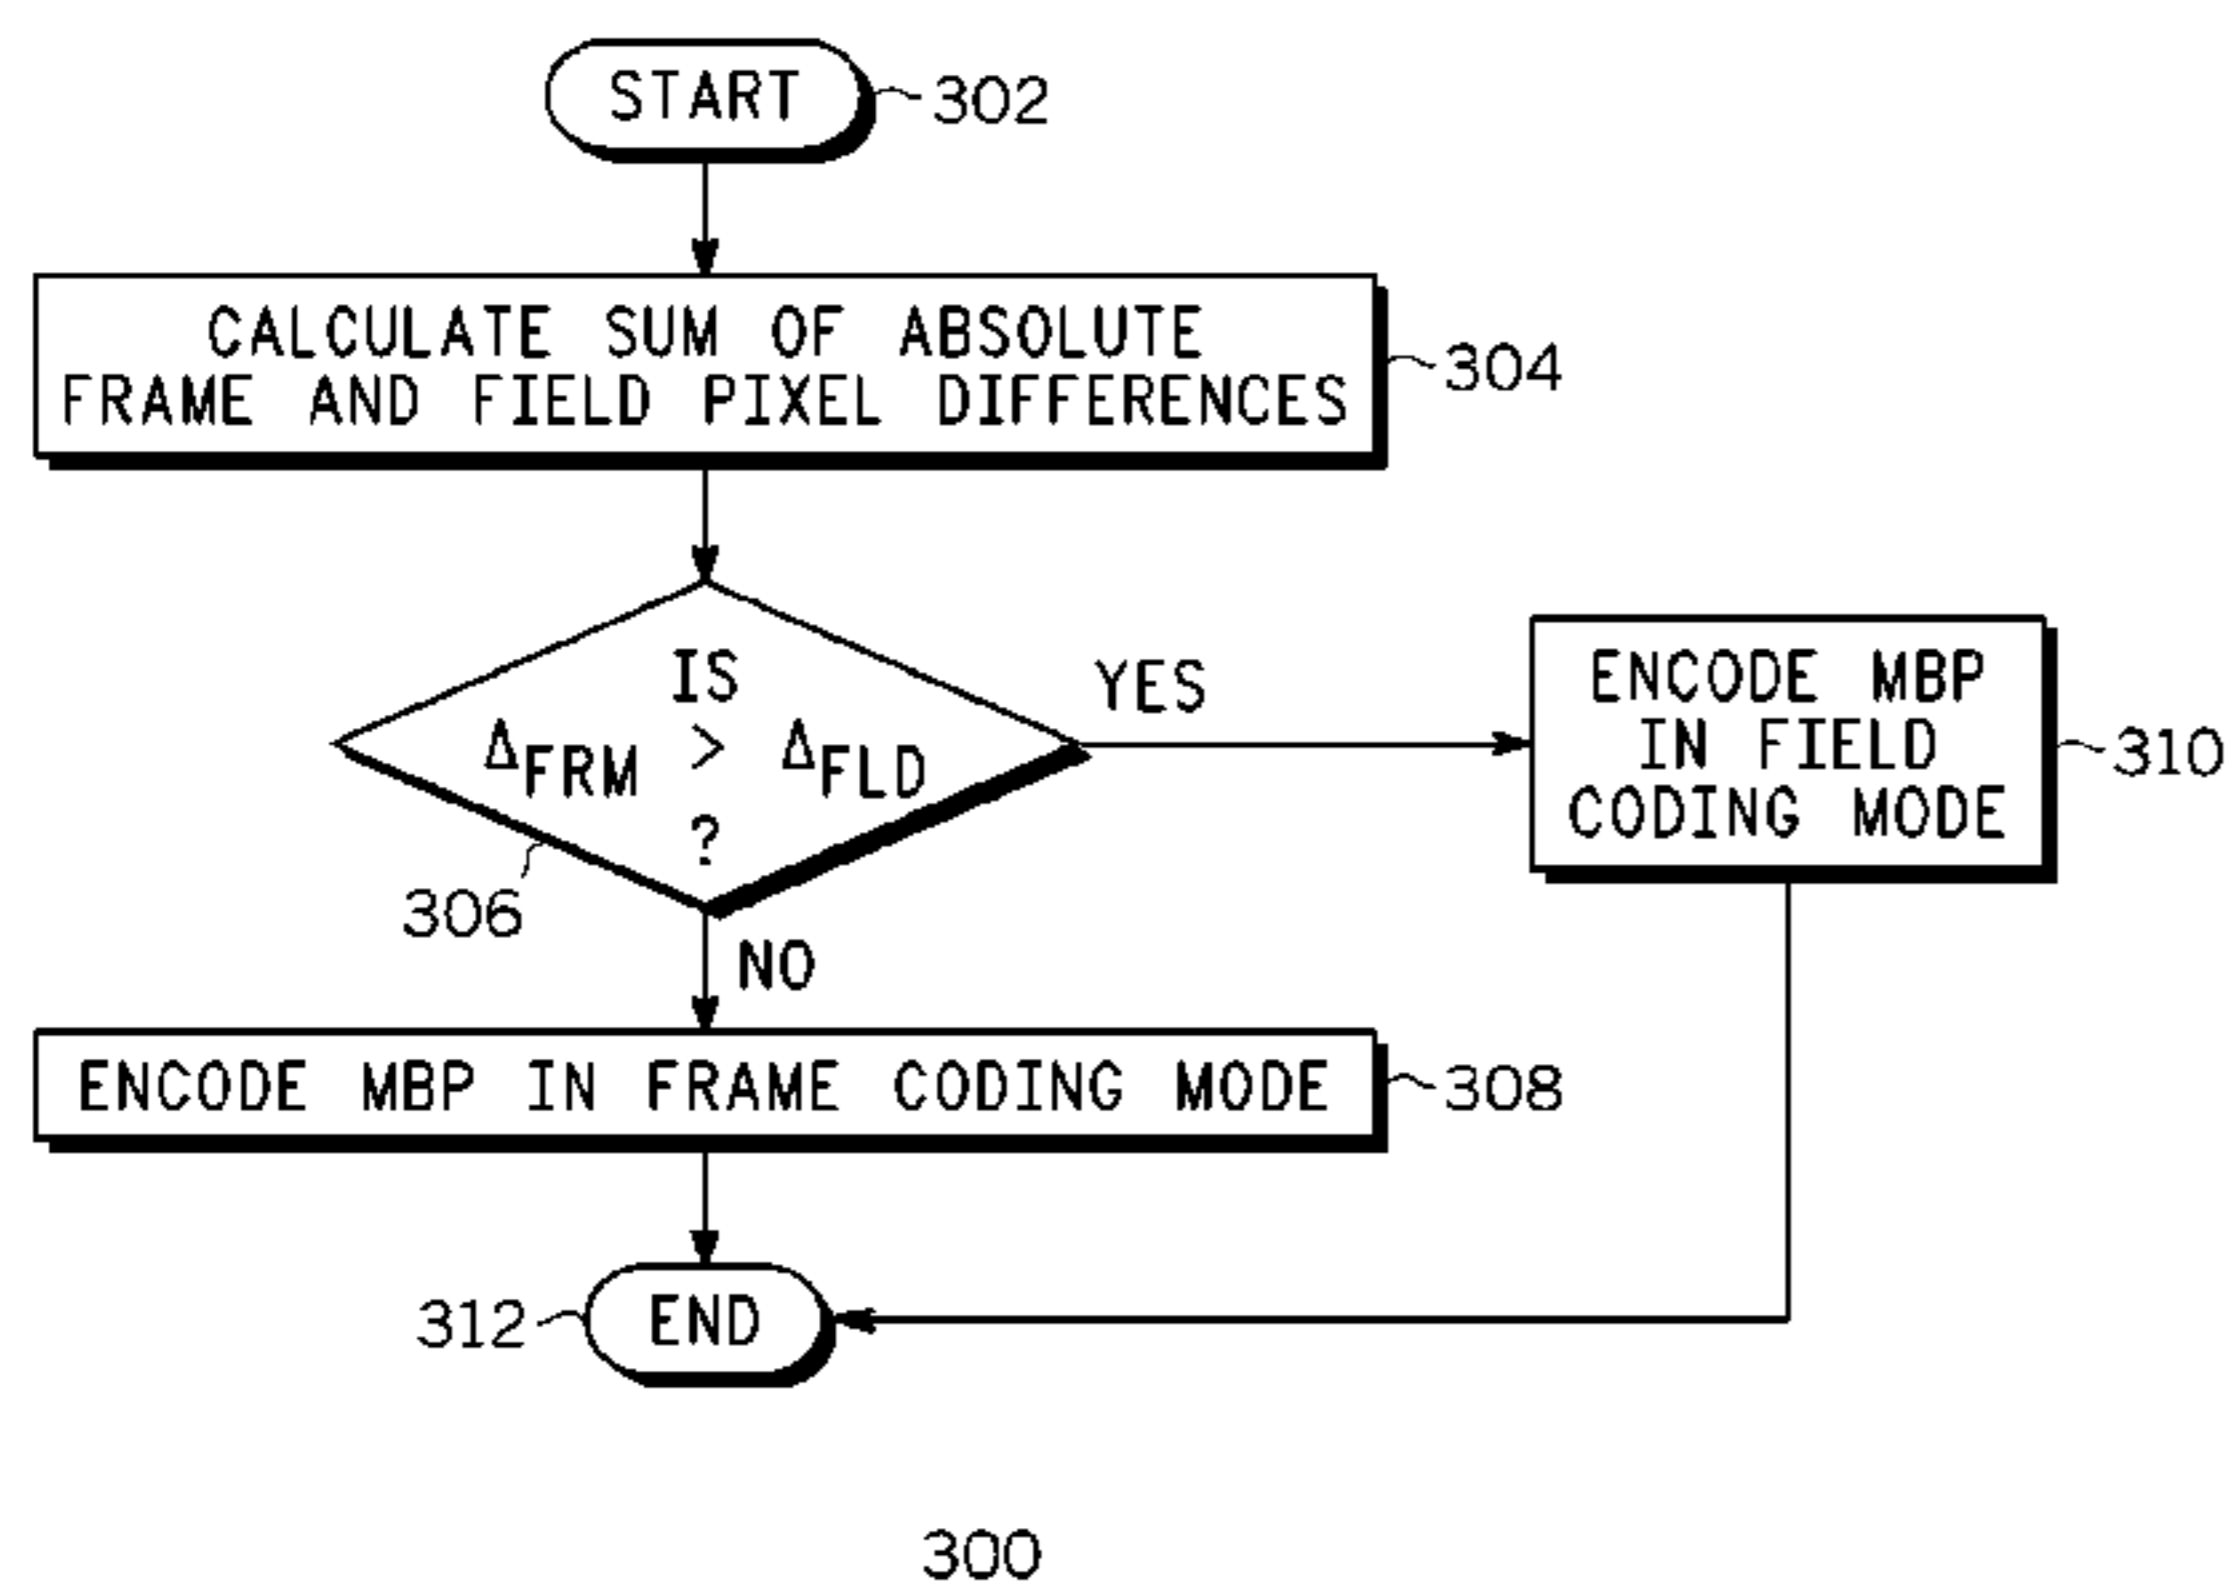 START
302
CALCULATE SUM OF ABSOLUTE
FRAME AND FIELD PIXEL DIFFERENCES
304
IS
ΔFRM > ΔFLD
?
306
YES
ENCODE MBP
IN FIELD
CODING MODE
310
NO
ENCODE MBP IN FRAME CODING MODE
308
312
END
300